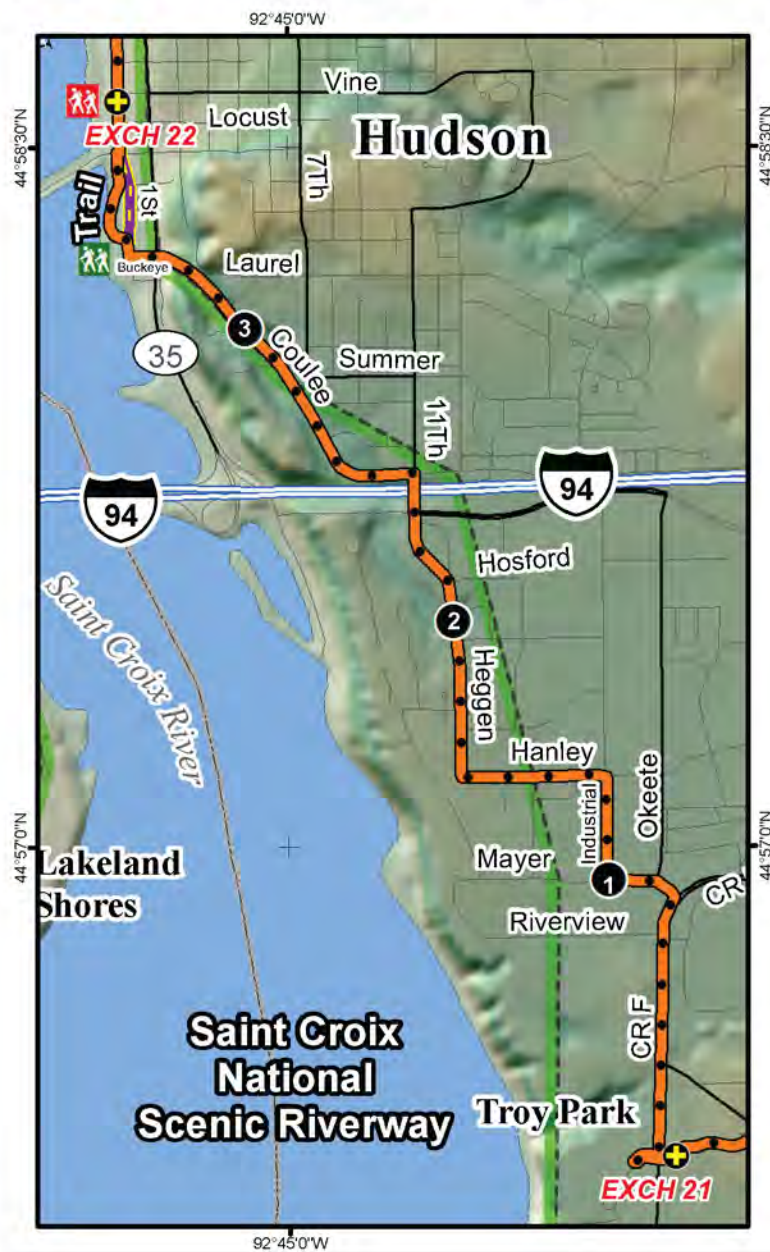 92°45'0"W
44°58'30"N
44°58'30"N
Vine
Locust
EXCH 22
Hudson
7Th
Trail
1St
Buckeye
Laurel
3
35
Coulee
Summer
11Th
94
94
Hosford
Saint Croix River
2
Heggen
Hanley
Industrial
Okeete
44°57'0"N
44°57'0"N
Mayer
1
Lakeland
Shores
CR
Riverview
CR F
Saint Croix
National
Scenic Riverway
Troy Park
EXCH 21
92°45'0"W